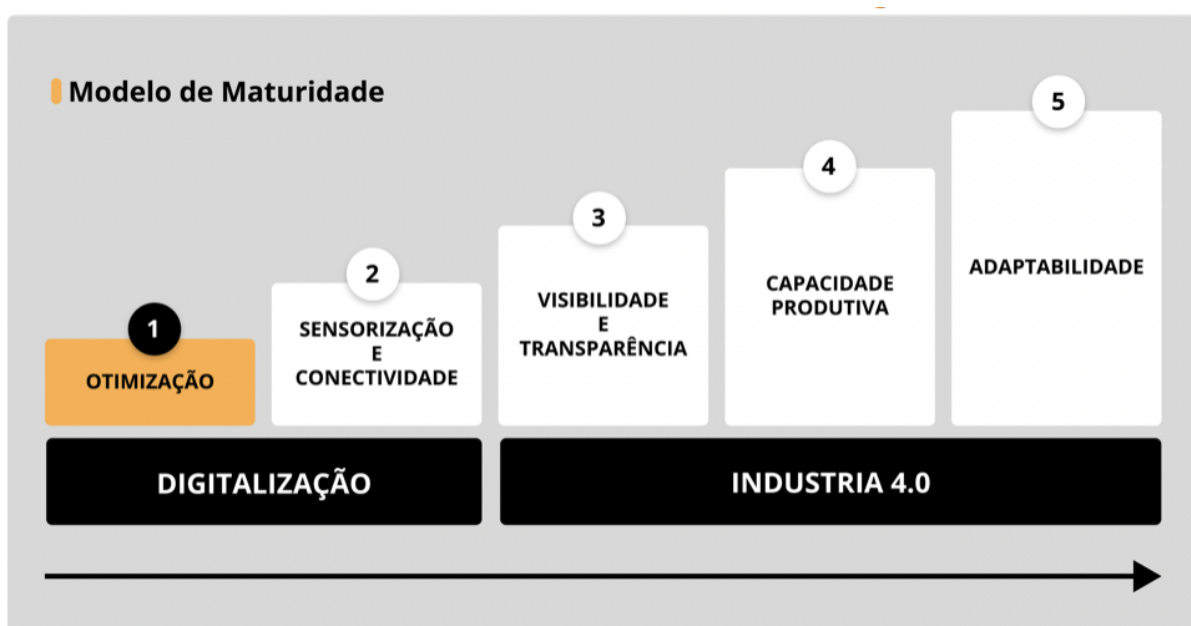 Modelo de Maturidade
1
OTIMIZAÇÃO
2
SENSORIZAÇÃO
E
CONECTIVIDADE
3
VISIBILIDADE
E
TRANSPARÊNCIA
4
CAPACIDADE
PRODUTIVA
5
ADAPTABILIDADE
DIGITALIZAÇÃO
INDUSTRIA 4.0